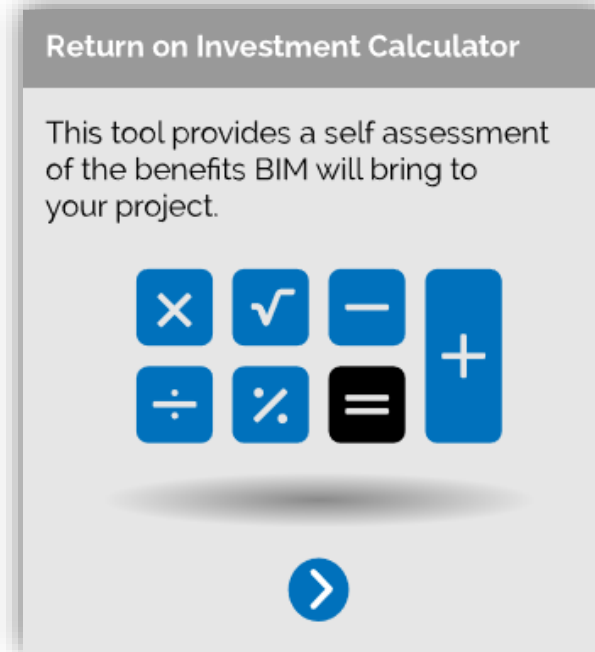 Return on Investment Calculator
This tool provides a self assessment
of the benefits BIM will bring to
your project.
× √ −
+
÷ % =